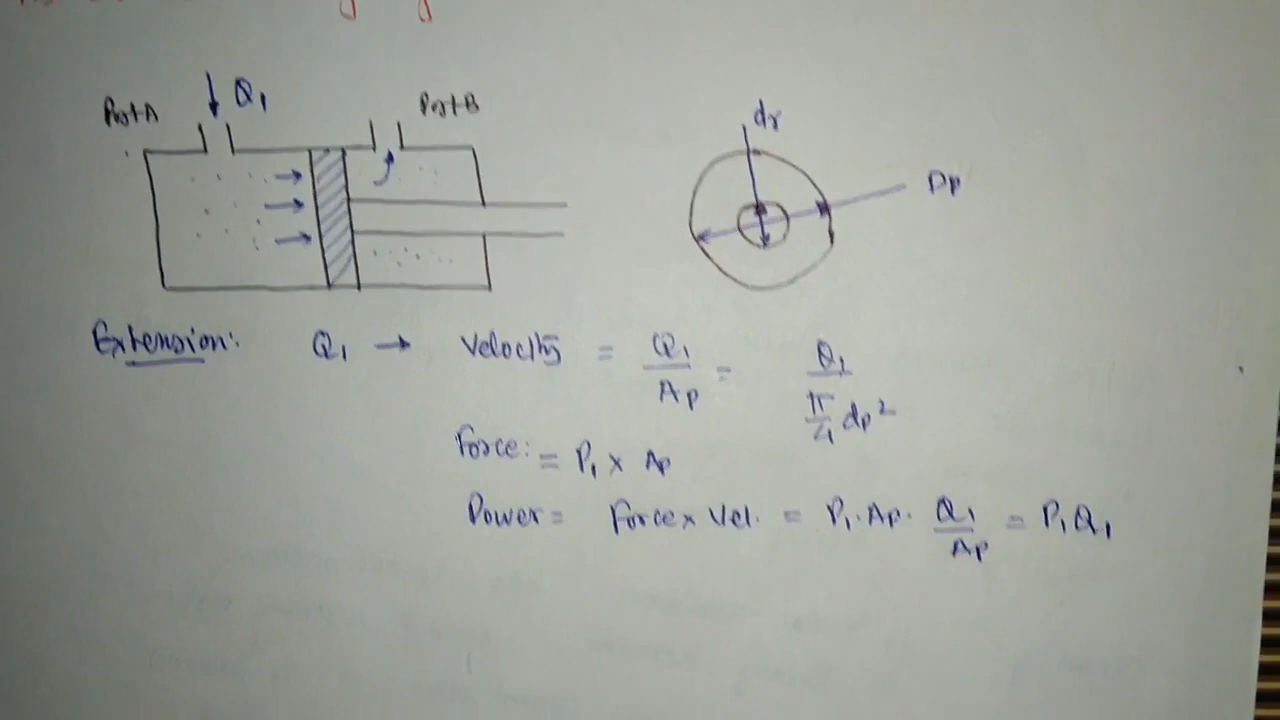 Port A
Q₁
Port B
dr
Dp
Extension: Q₁ → Velocity = Q₁/Ap = Q₁/(π/4 dp²)
Force: = P₁ × Ap
Power = Force × Vel. = P₁·Ap· Q₁/Ap = P₁Q₁